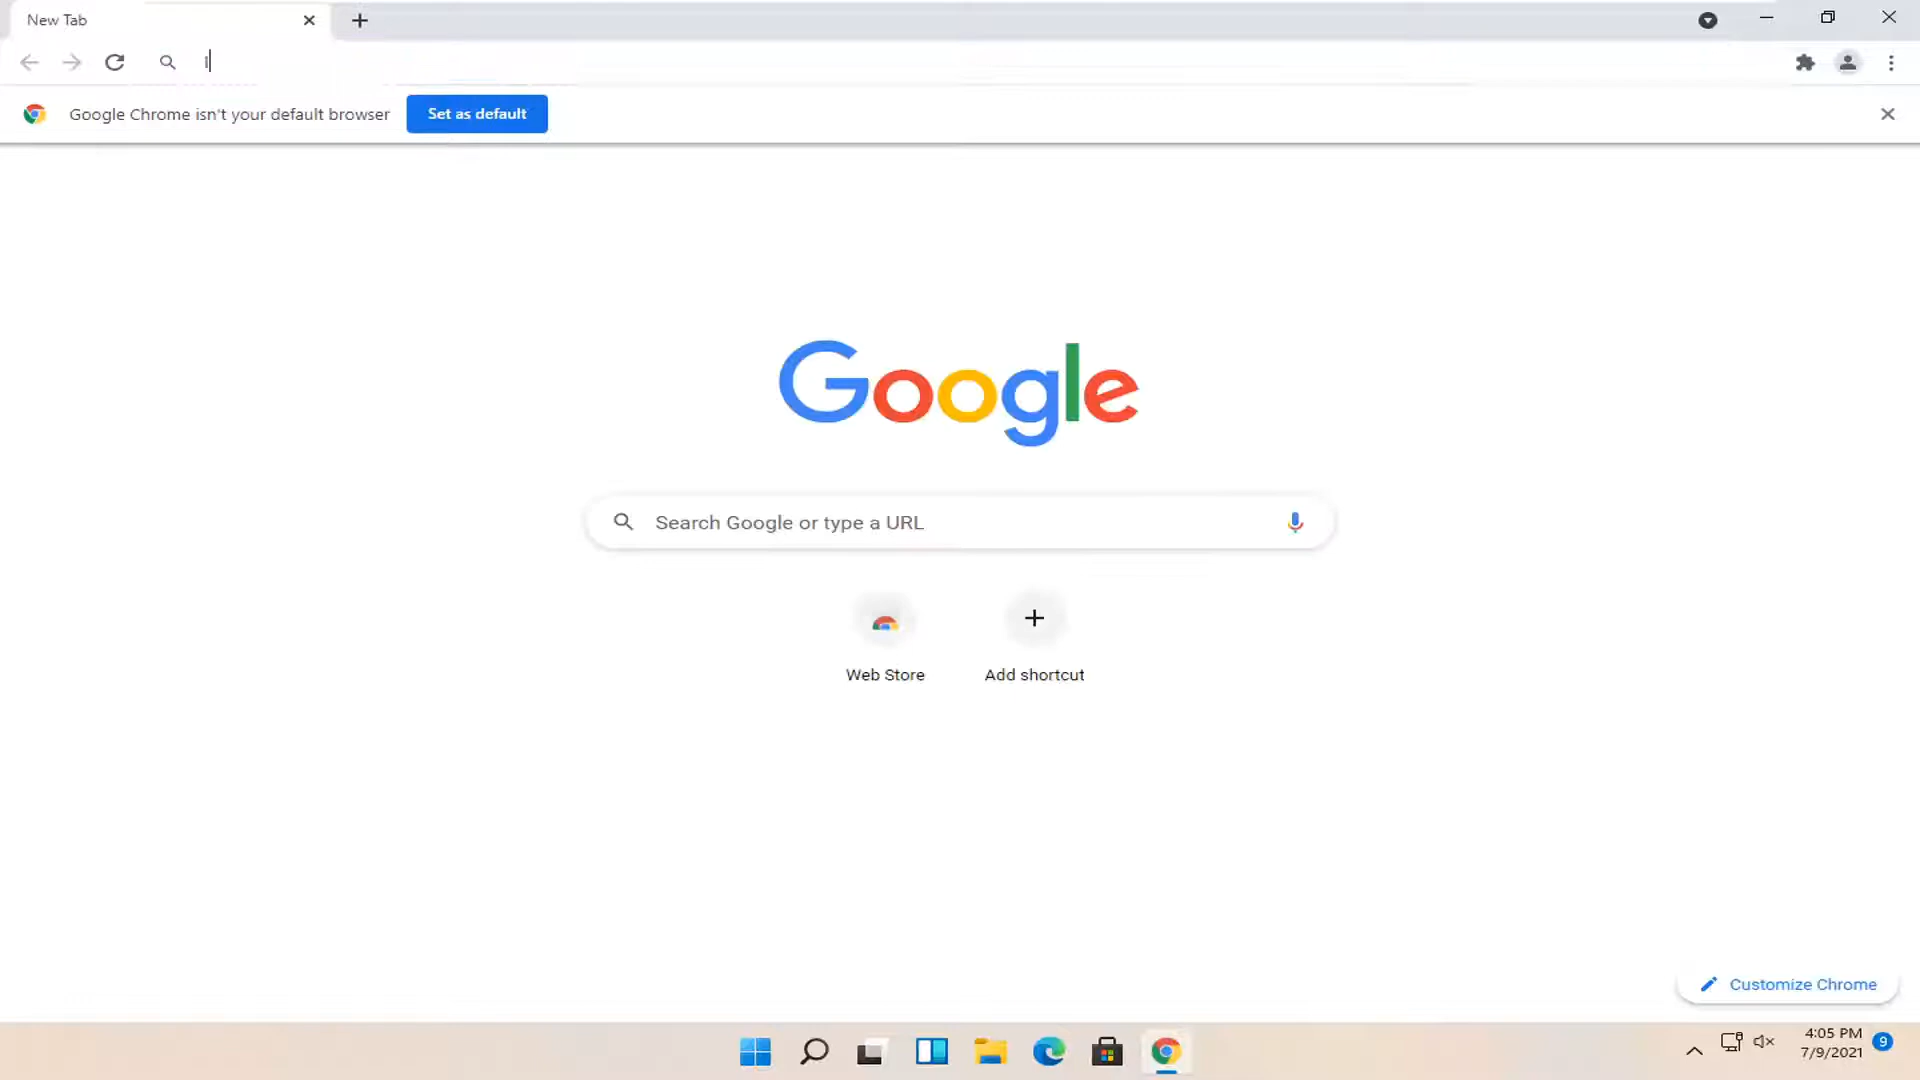 New Tab
Google Chrome isn't your default browser
Set as default
Google
Search Google or type a URL
Web Store
Add shortcut
Customize Chrome
4:05 PM
7/9/2021
9